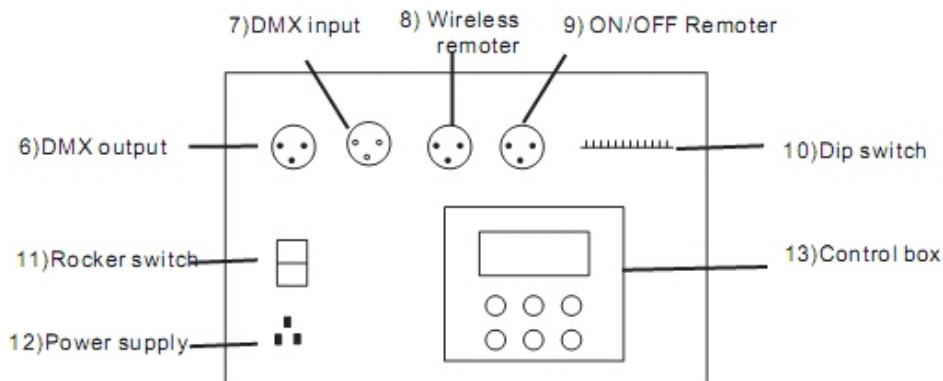 7)DMX input
8) Wireless
remoter
9) ON/OFF Remoter
6)DMX output
10)Dip switch
11)Rocker switch
13)Control box
12)Power supply